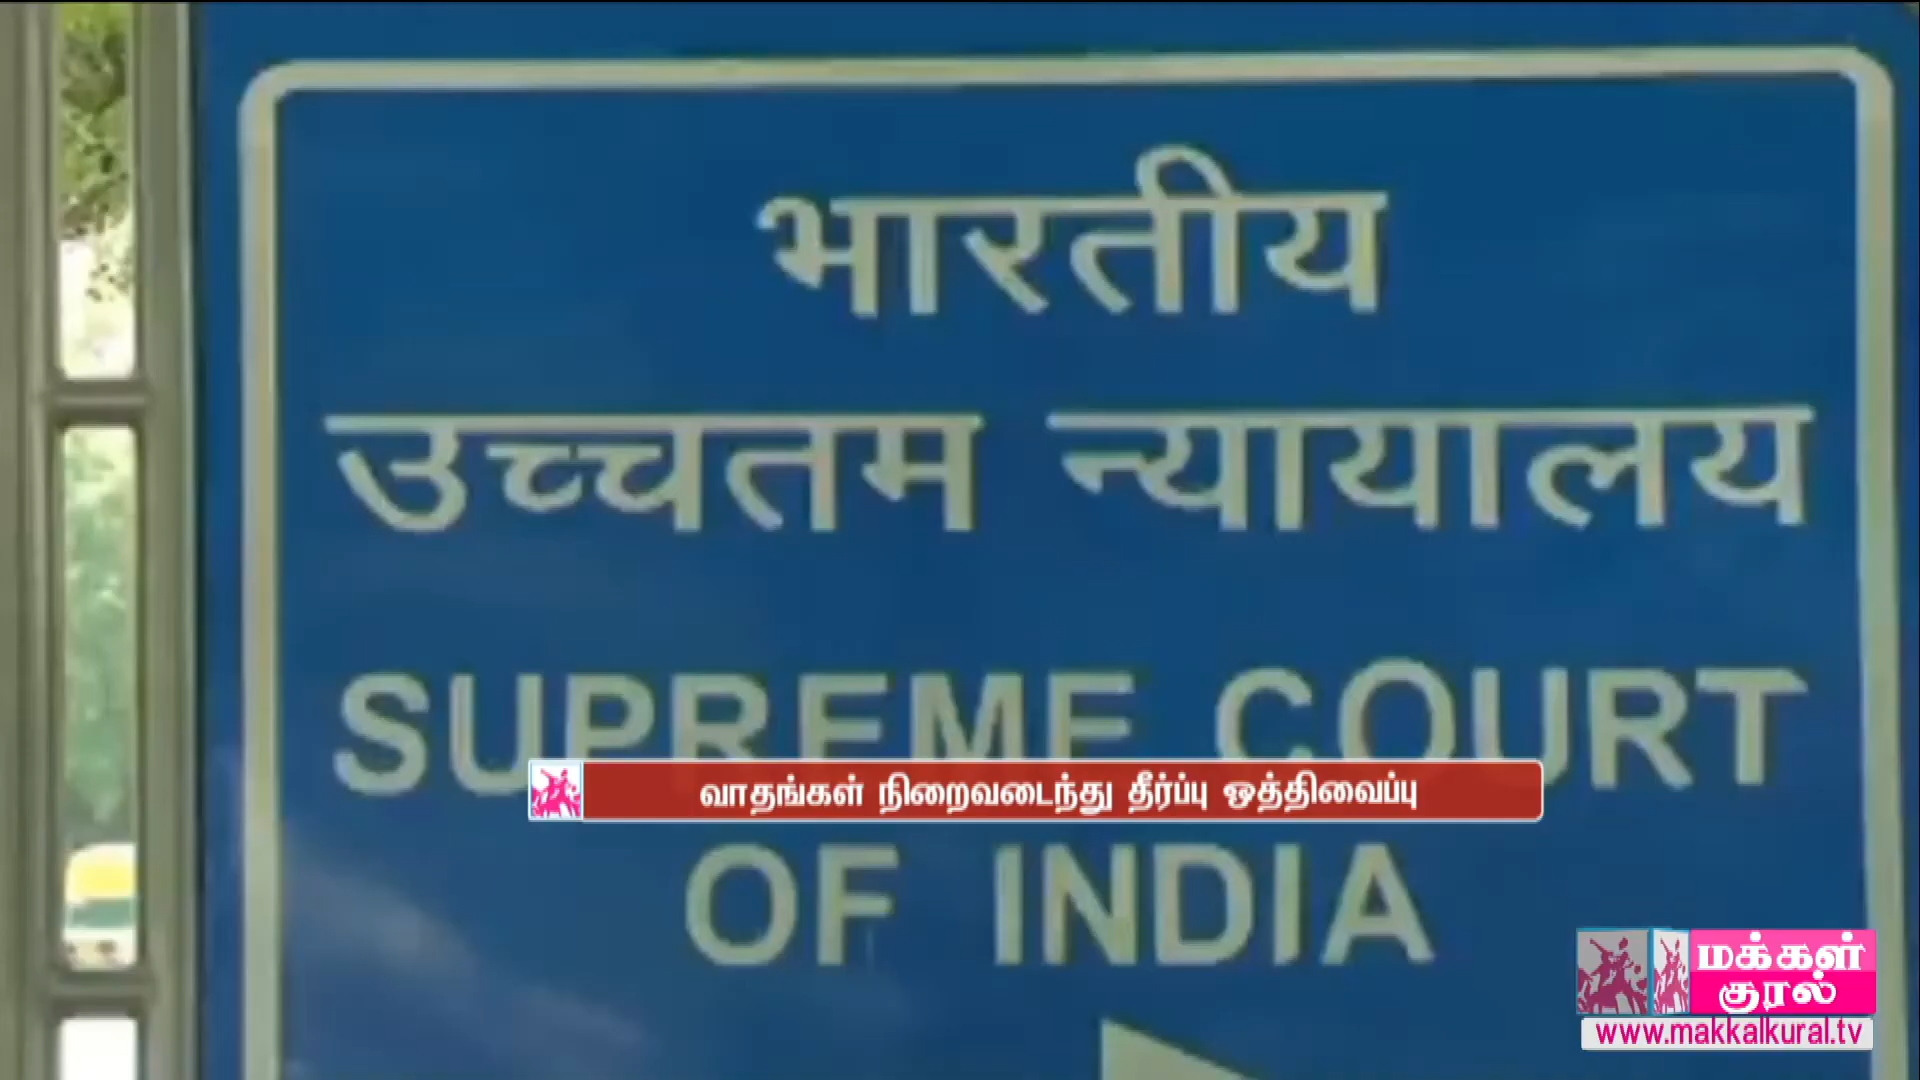 भारतीय
उच्चतम न्यायालय
SUPREME COURT
வாதங்கள் நிறைவடைந்து தீர்ப்பு ஒத்திவைப்பு
OF INDIA
மக்கள்
குரல்
www.makkalkural.tv